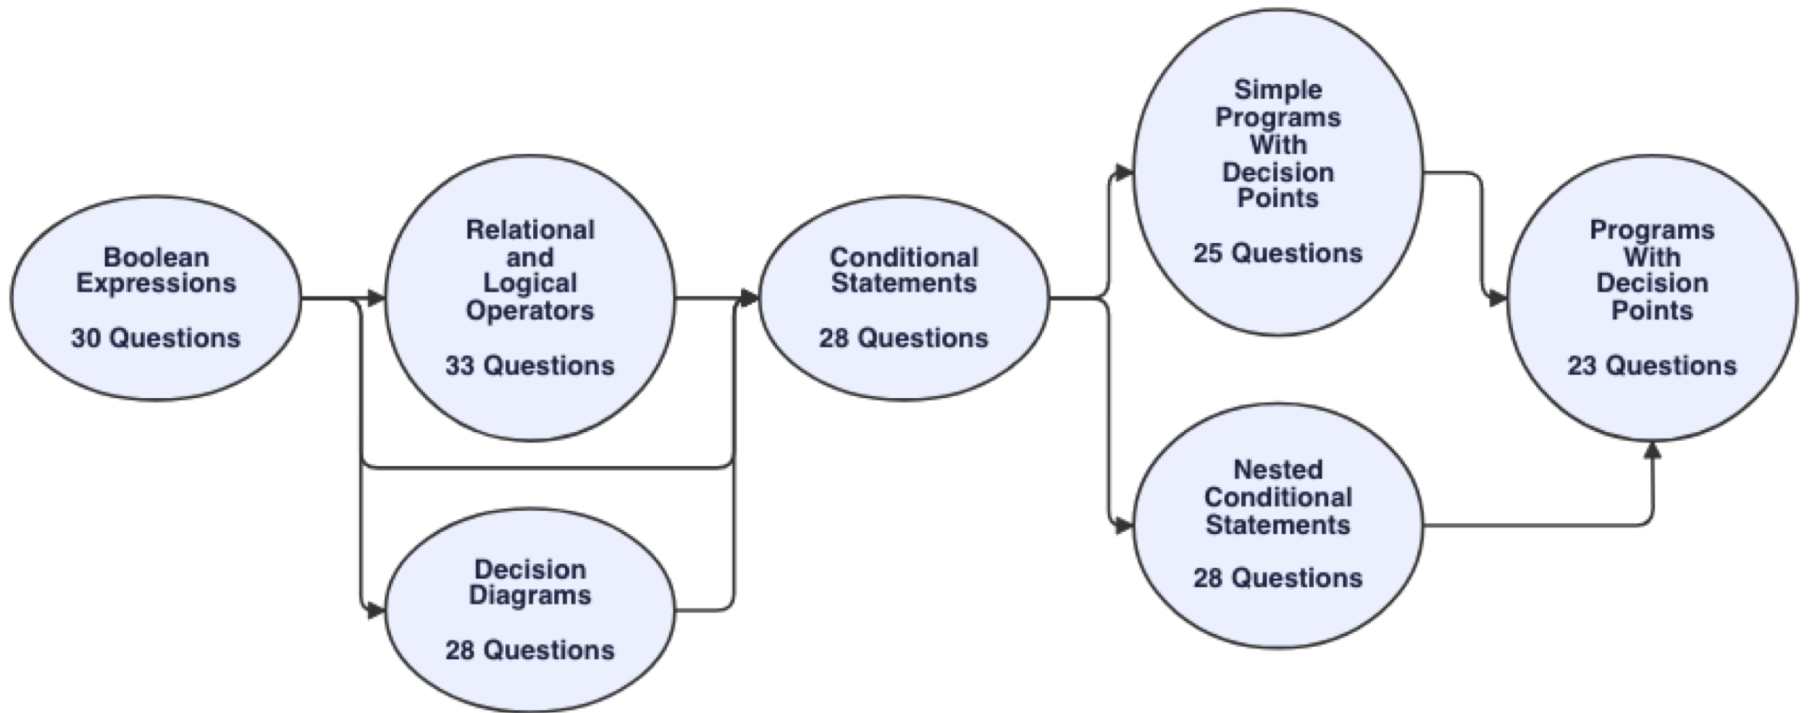 Boolean
Expressions
30 Questions
Relational
and
Logical
Operators
33 Questions
Decision
Diagrams
28 Questions
Conditional
Statements
28 Questions
Simple
Programs
With
Decision
Points
25 Questions
Nested
Conditional
Statements
28 Questions
Programs
With
Decision
Points
23 Questions